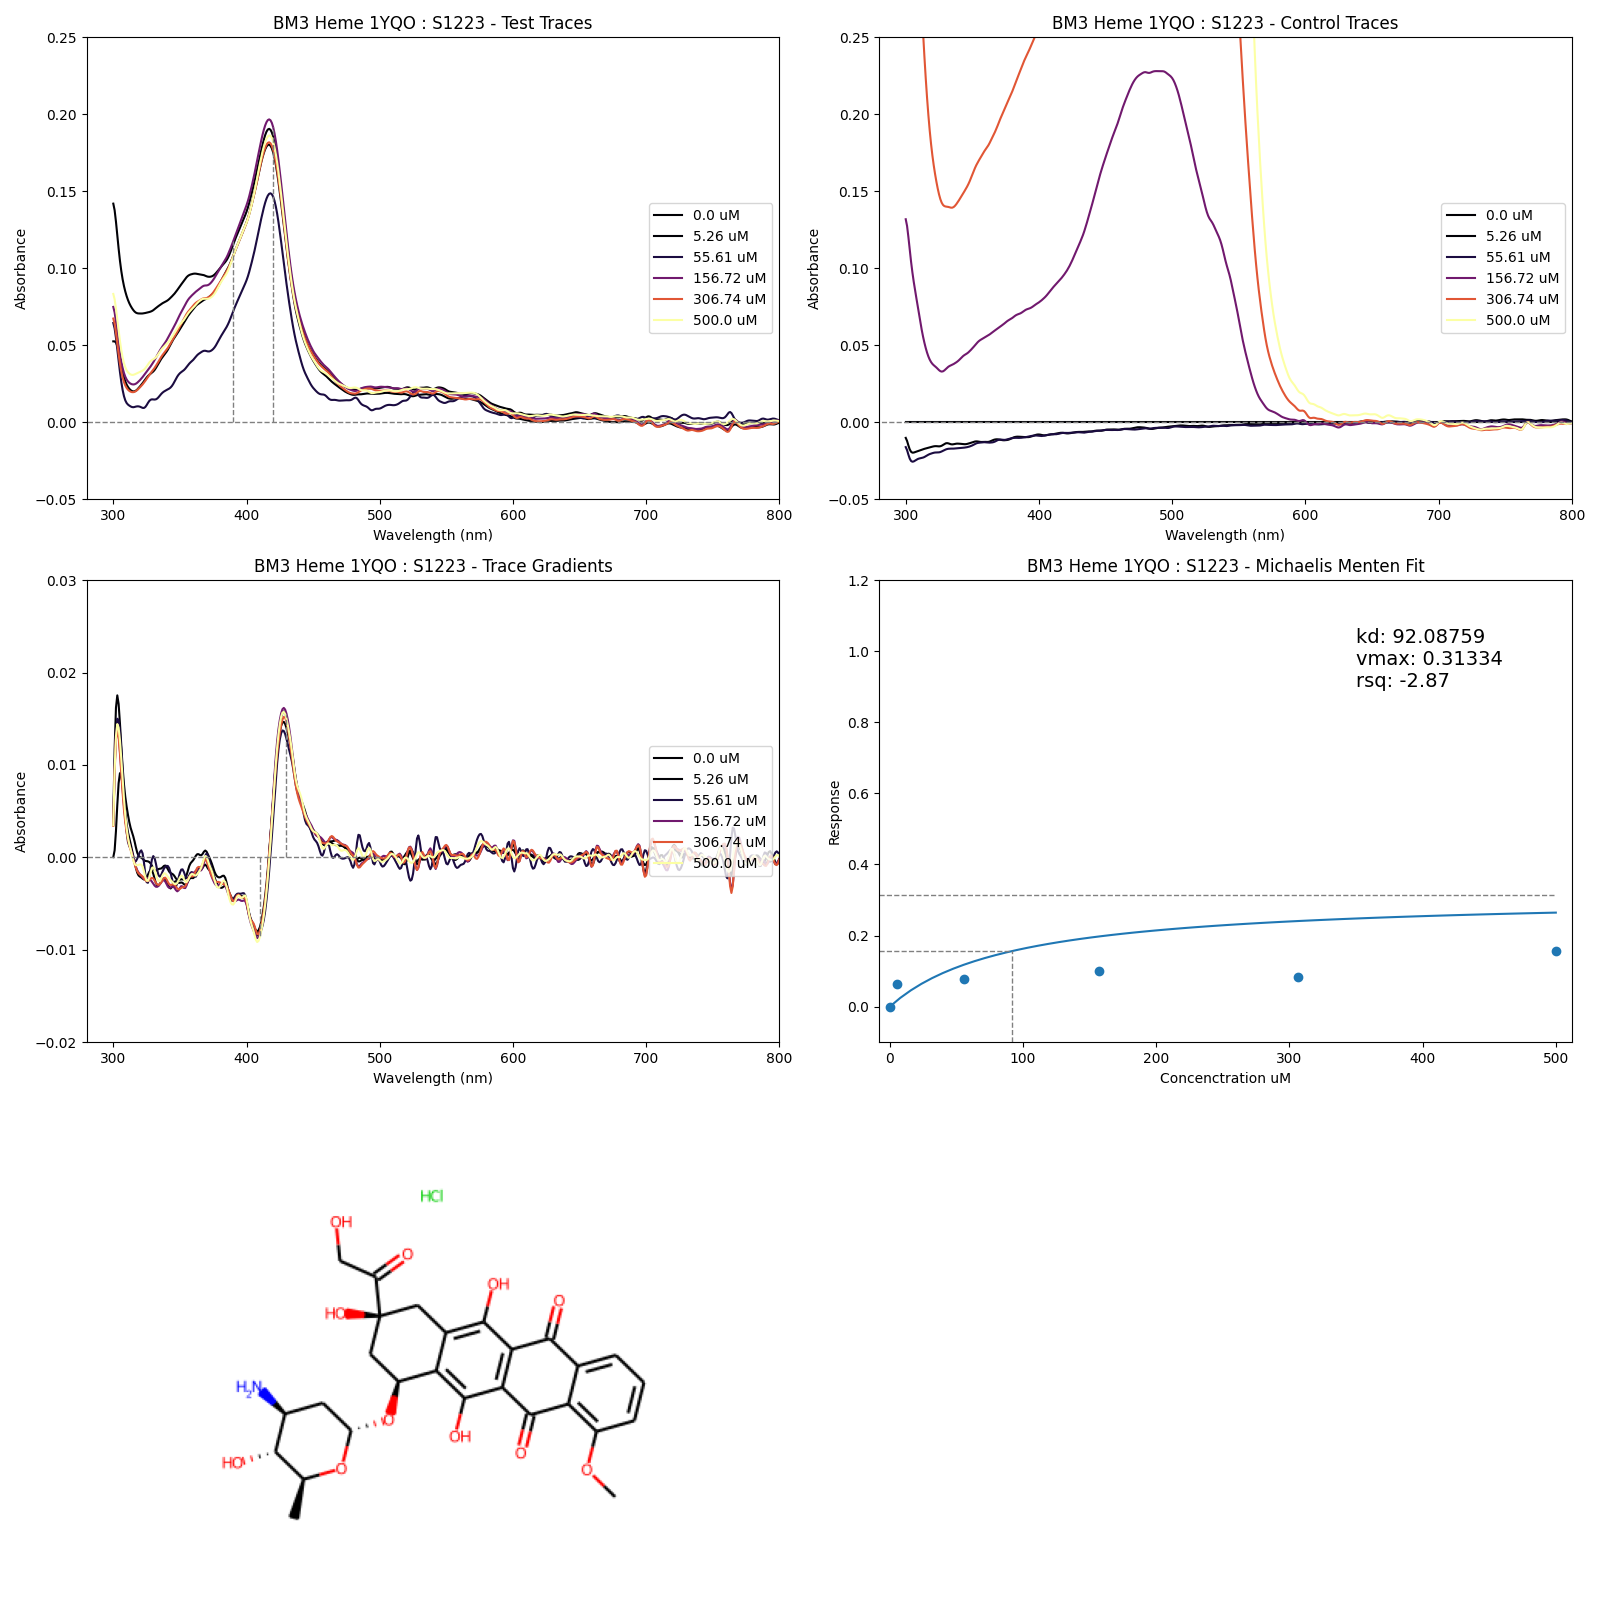 BM3 Heme 1YQO : S1223 - Test Traces
Absorbance
0.25
0.20
0.15
0.10
0.05
0.00
−0.05
300 400 500 600 700 800
Wavelength (nm)
0.0 uM
5.26 uM
55.61 uM
156.72 uM
306.74 uM
500.0 uM
BM3 Heme 1YQO : S1223 - Control Traces
Absorbance
0.25
0.20
0.15
0.10
0.05
0.00
−0.05
300 400 500 600 700 800
Wavelength (nm)
0.0 uM
5.26 uM
55.61 uM
156.72 uM
306.74 uM
500.0 uM
BM3 Heme 1YQO : S1223 - Trace Gradients
Absorbance
0.03
0.02
0.01
0.00
−0.01
−0.02
300 400 500 600 700 800
Wavelength (nm)
0.0 uM
5.26 uM
55.61 uM
156.72 uM
306.74 uM
500.0 uM
BM3 Heme 1YQO : S1223 - Michaelis Menten Fit
Response
1.2
1.0
0.8
0.6
0.4
0.2
0.0
0 100 200 300 400 500
Concenctration uM
kd: 92.08759
vmax: 0.31334
rsq: -2.87
HCl
OH
O
OH
O
HO
H2N
O
OH
O
HO
O
O